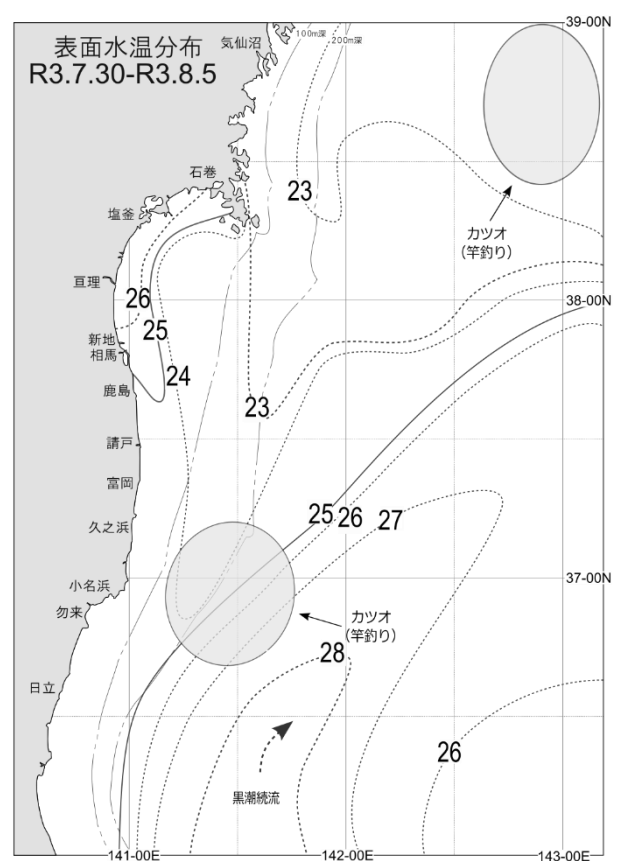 表面水温分布
R3.7.30-R3.8.5
気仙沼
100m深
200m深
39-00N
石巻
塩釜
23
カツオ
(竿釣り)
亘理
26
38-00N
25
新地
相馬
24
鹿島
23
請戸
富岡
久之浜
25
26
27
小名浜
37-00N
勿来
カツオ
(竿釣り)
28
日立
26
黒潮続流
141-00E
142-00E
143-00E